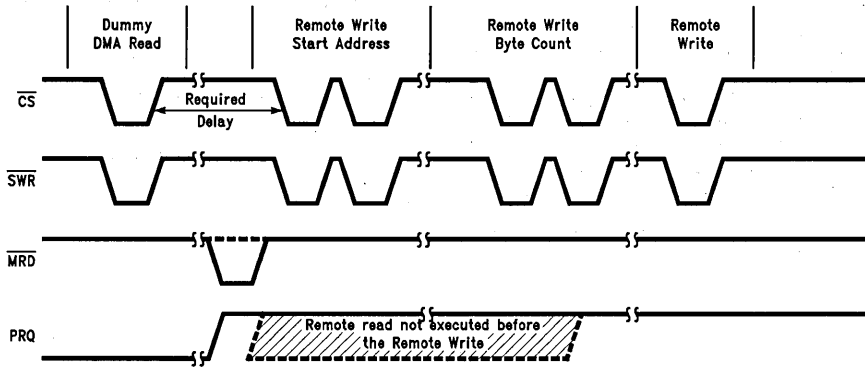 Dummy
DMA Read
Remote Write
Start Address
Remote Write
Byte Count
Remote
Write
CS
Required
Delay
SWR
MRD
PRQ
Remote read not executed before
the Remote Write